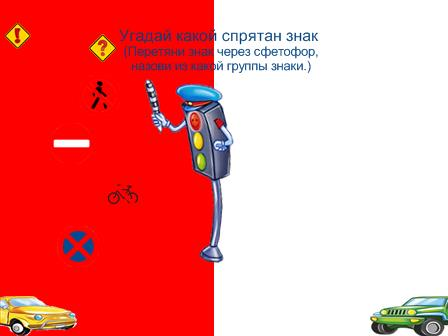 Угадай какой спрятан знак
(Перетяни знак через сфетофор,
назови из какой группы знаки.)